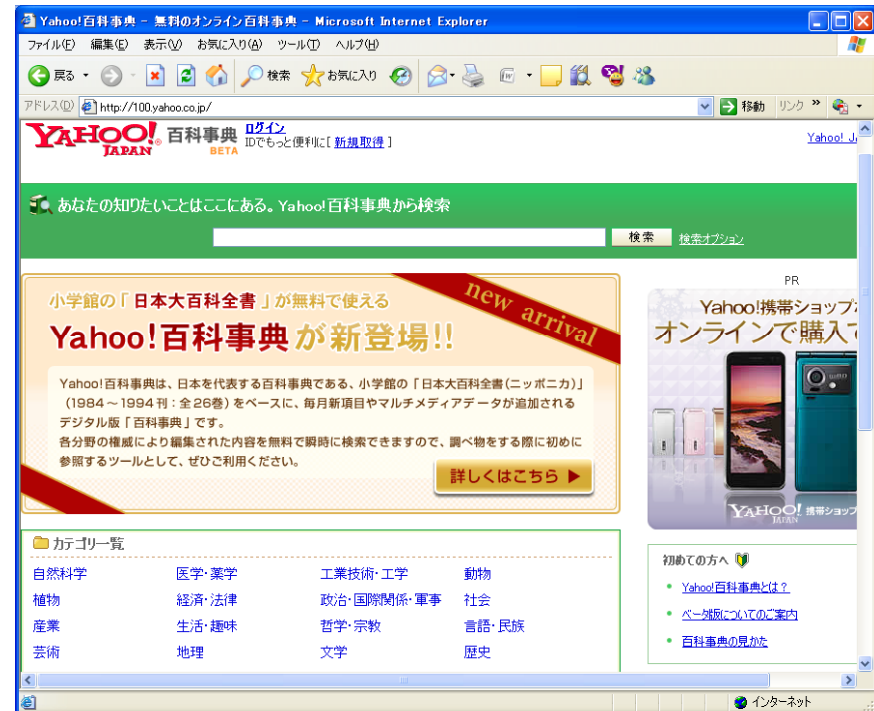 Yahoo!百科事典 - 無料のオンライン百科事典 - Microsoft Internet Explorer
ファイル(F) 編集(E) 表示(V) お気に入り(A) ツール(T) ヘルプ(H)
戻る 検索 お気に入り
アドレス(D) http://100.yahoo.co.jp/ 移動 リンク »
YAHOO! JAPAN 百科事典 BETA
ログイン
IDでもっと便利に[ 新規取得 ]
Yahoo! J
あなたの知りたいことはここにある。Yahoo!百科事典から検索
検索 検索オプション
new arrival
小学館の「日本大百科全書」が無料で使える
Yahoo!百科事典が新登場!!
Yahoo!百科事典は、日本を代表する百科事典である、小学館の「日本大百科全書(ニッポニカ)」
(1984～1994刊:全26巻)をベースに、毎月新項目やマルチメディアデータが追加される
デジタル版「百科事典」です。
各分野の権威により編集された内容を無料で瞬時に検索できますので、調べ物をする際に初めに
参照するツールとして、ぜひご利用ください。
詳しくはこちら
PR
Yahoo!携帯ショップ
オンラインで購入
YAHOO! JAPAN 携帯ショップ
カテゴリ一覧
自然科学 医学・薬学 工業技術・工学 動物
植物 経済・法律 政治・国際関係・軍事 社会
産業 生活・趣味 哲学・宗教 言語・民族
芸術 地理 文学 歴史
初めての方へ
Yahoo!百科事典とは?
ベータ版についてのご案内
百科事典の見かた
インターネット